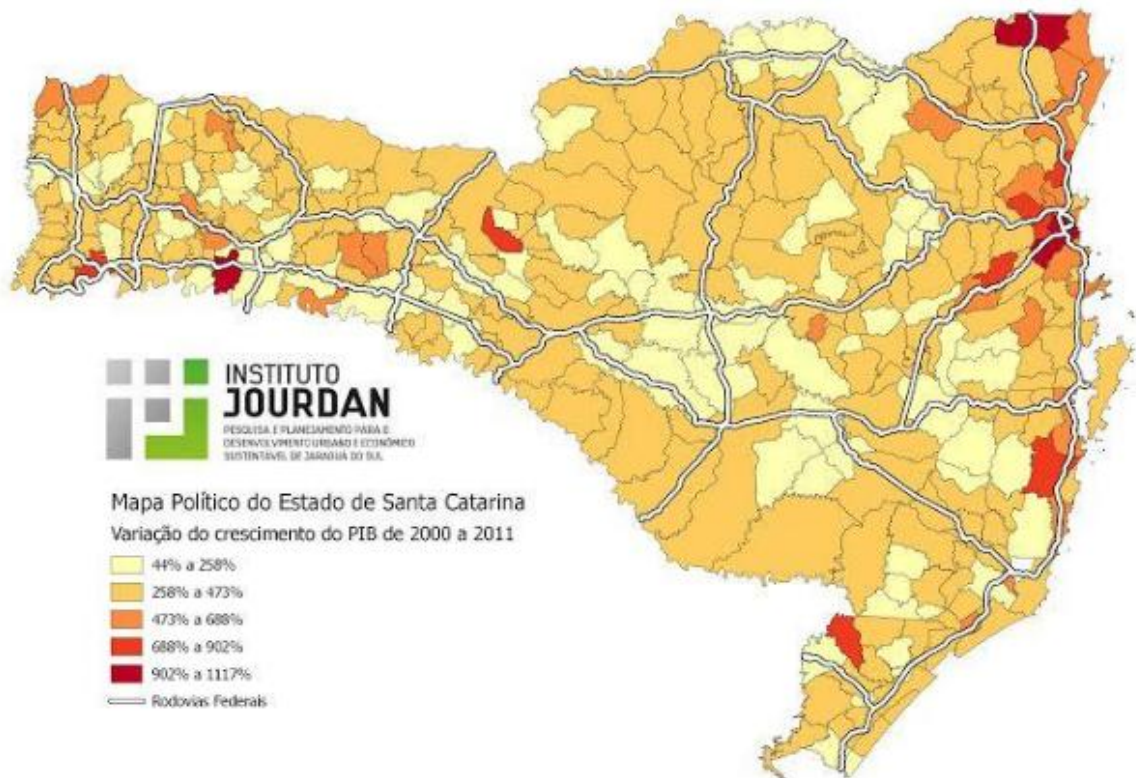 INSTITUTO
JOURDAN
PESQUISA E PLANEJAMENTO PARA O
DESENVOLVIMENTO URBANO E ECONÔMICO
SUSTENTÁVEL DE JARAGUÁ DO SUL
Mapa Político do Estado de Santa Catarina
Variação do crescimento do PIB de 2000 a 2011
44% a 258%
258% a 473%
473% a 688%
688% a 902%
902% a 1117%
Rodovias Federais